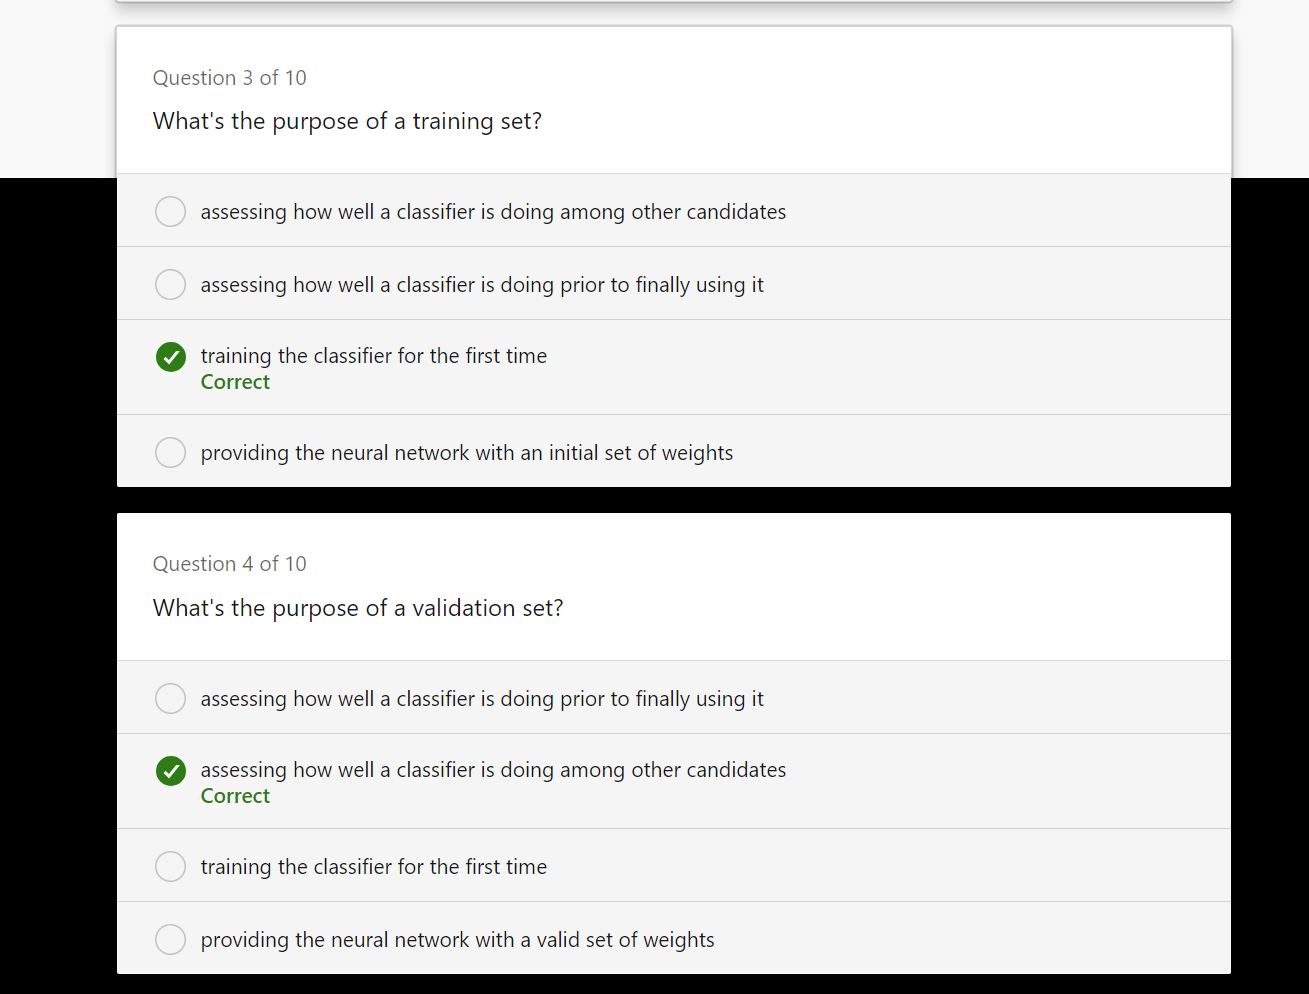 Question 3 of 10
What's the purpose of a training set?
assessing how well a classifier is doing among other candidates
assessing how well a classifier is doing prior to finally using it
training the classifier for the first time
Correct
providing the neural network with an initial set of weights
Question 4 of 10
What's the purpose of a validation set?
assessing how well a classifier is doing prior to finally using it
assessing how well a classifier is doing among other candidates
Correct
training the classifier for the first time
providing the neural network with a valid set of weights